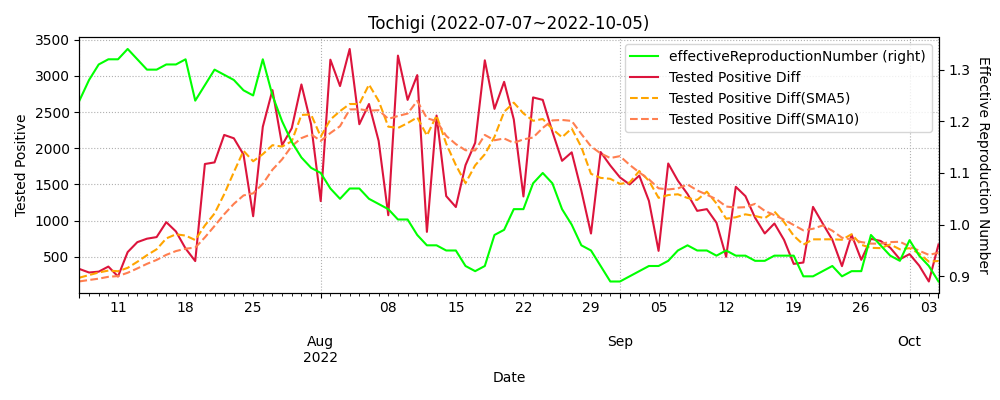 Tochigi (2022-07-07~2022-10-05)
3500
3000
2500
2000
1500
1000
500
Tested Positive
effectiveReproductionNumber (right)
Tested Positive Diff
Tested Positive Diff(SMA5)
Tested Positive Diff(SMA10)
1.3
1.2
1.1
1.0
0.9
Effective Reproduction Number
11 18 25 08 15 22 29 05 12 19 26 03
Aug Sep Oct
2022
Date